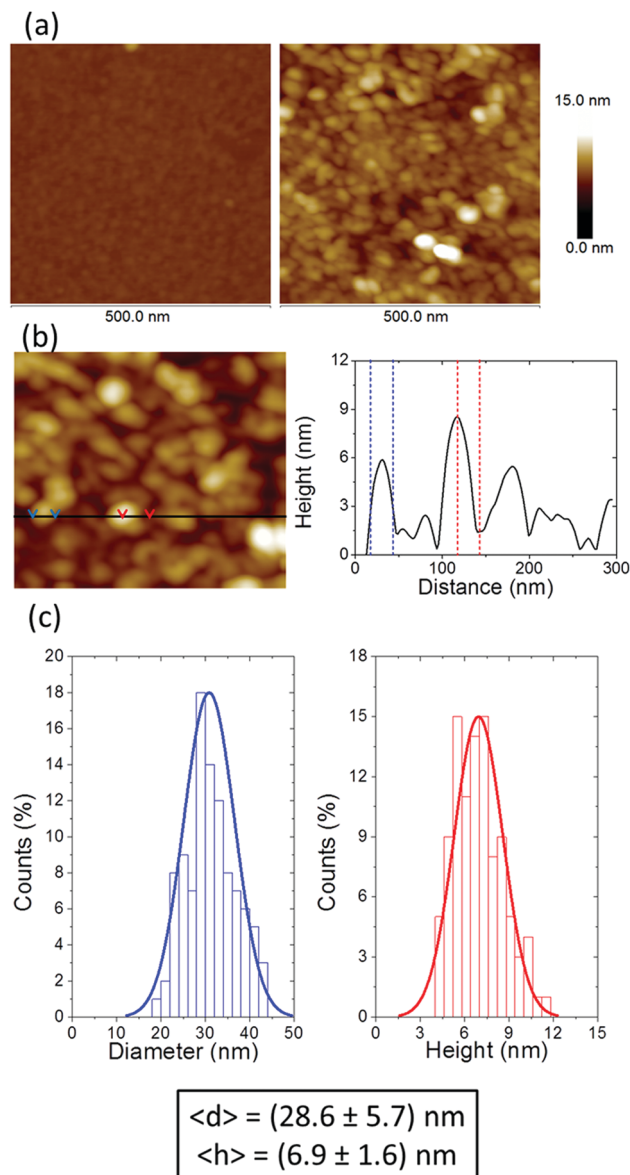 (a)
15.0 nm
0.0 nm
500.0 nm
500.0 nm
(b)
12
9
6
3
0
Height (nm)
0
100
200
300
Distance (nm)
(c)
20
18
16
14
12
10
8
6
4
2
0
Counts (%)
0
10
20
30
40
50
Diameter (nm)
18
15
12
9
6
3
0
Counts (%)
0
3
6
9
12
15
Height (nm)
<d> = (28.6 ± 5.7) nm
<h> = (6.9 ± 1.6) nm